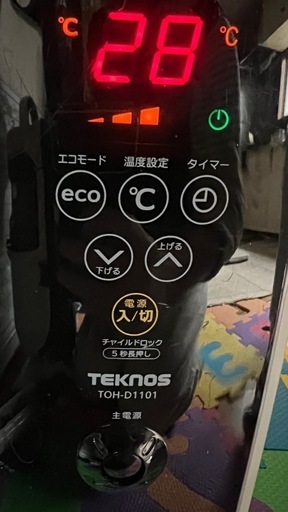 ℃ 28 ℃
エコモード 温度設定 タイマー
eco ℃
下げる 上げる
電源
入/切
チャイルドロック
5秒長押し
TEKNOS
TOH-D1101
主電源